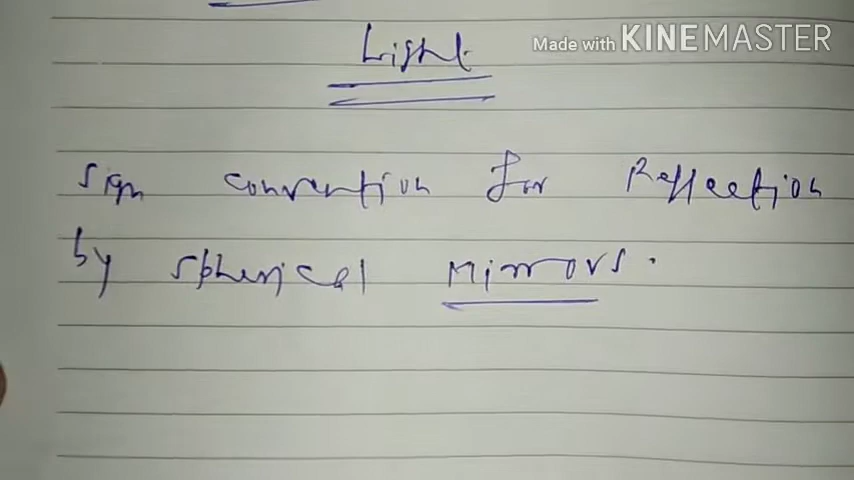 Made with KINEMASTER
Light
Sign convention for Reflection
by spherical Mirrors.